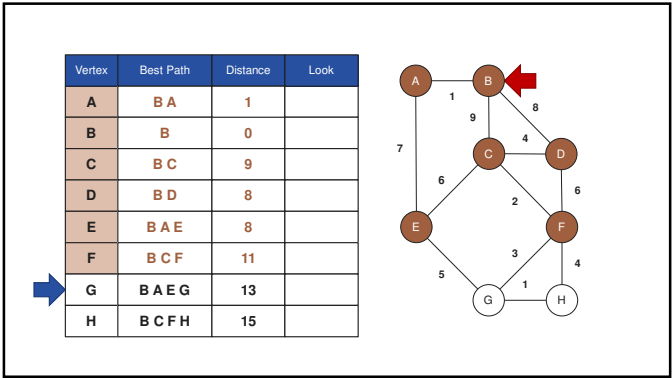 Vertex Best Path Distance Look
A B A 1
B B 0
C B C 9
D B D 8
E B A E 8
F B C F 11
G B A E G 13
H B C F H 15
A B
1
8
9
4
7
C D
6
6
2
E F
3
4
5
1
G H